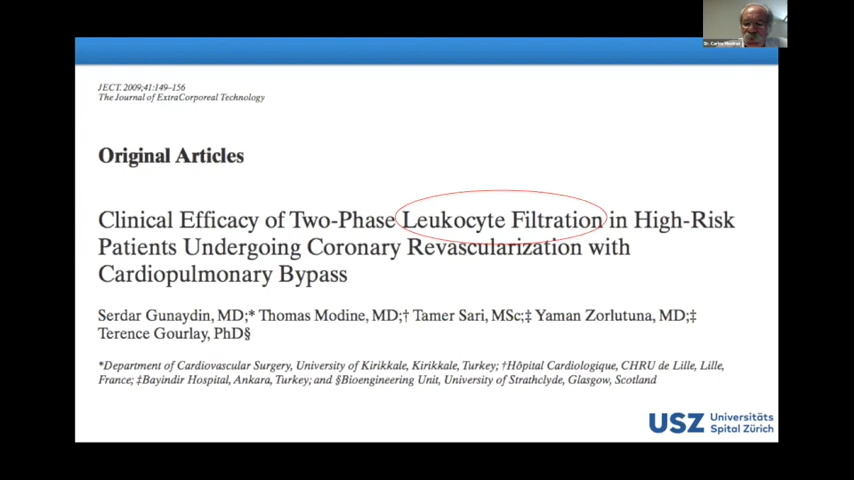 Dr. Carlos
JECT. 2009;41:149–156
The Journal of ExtraCorporeal Technology
Original Articles
Clinical Efficacy of Two-Phase Leukocyte Filtration in High-Risk
Patients Undergoing Coronary Revascularization with
Cardiopulmonary Bypass
Serdar Gunaydin, MD;* Thomas Modine, MD;† Tamer Sari, MSc;‡ Yaman Zorlutuna, MD;‡
Terence Gourlay, PhD§
*Department of Cardiovascular Surgery, University of Kirikkale, Kirikkale, Turkey; †Hôpital Cardiologique, CHRU de Lille, Lille,
France; ‡Bayindir Hospital, Ankara, Turkey; and §Bioengineering Unit, University of Strathclyde, Glasgow, Scotland
USZ Universitäts
Spital Zürich